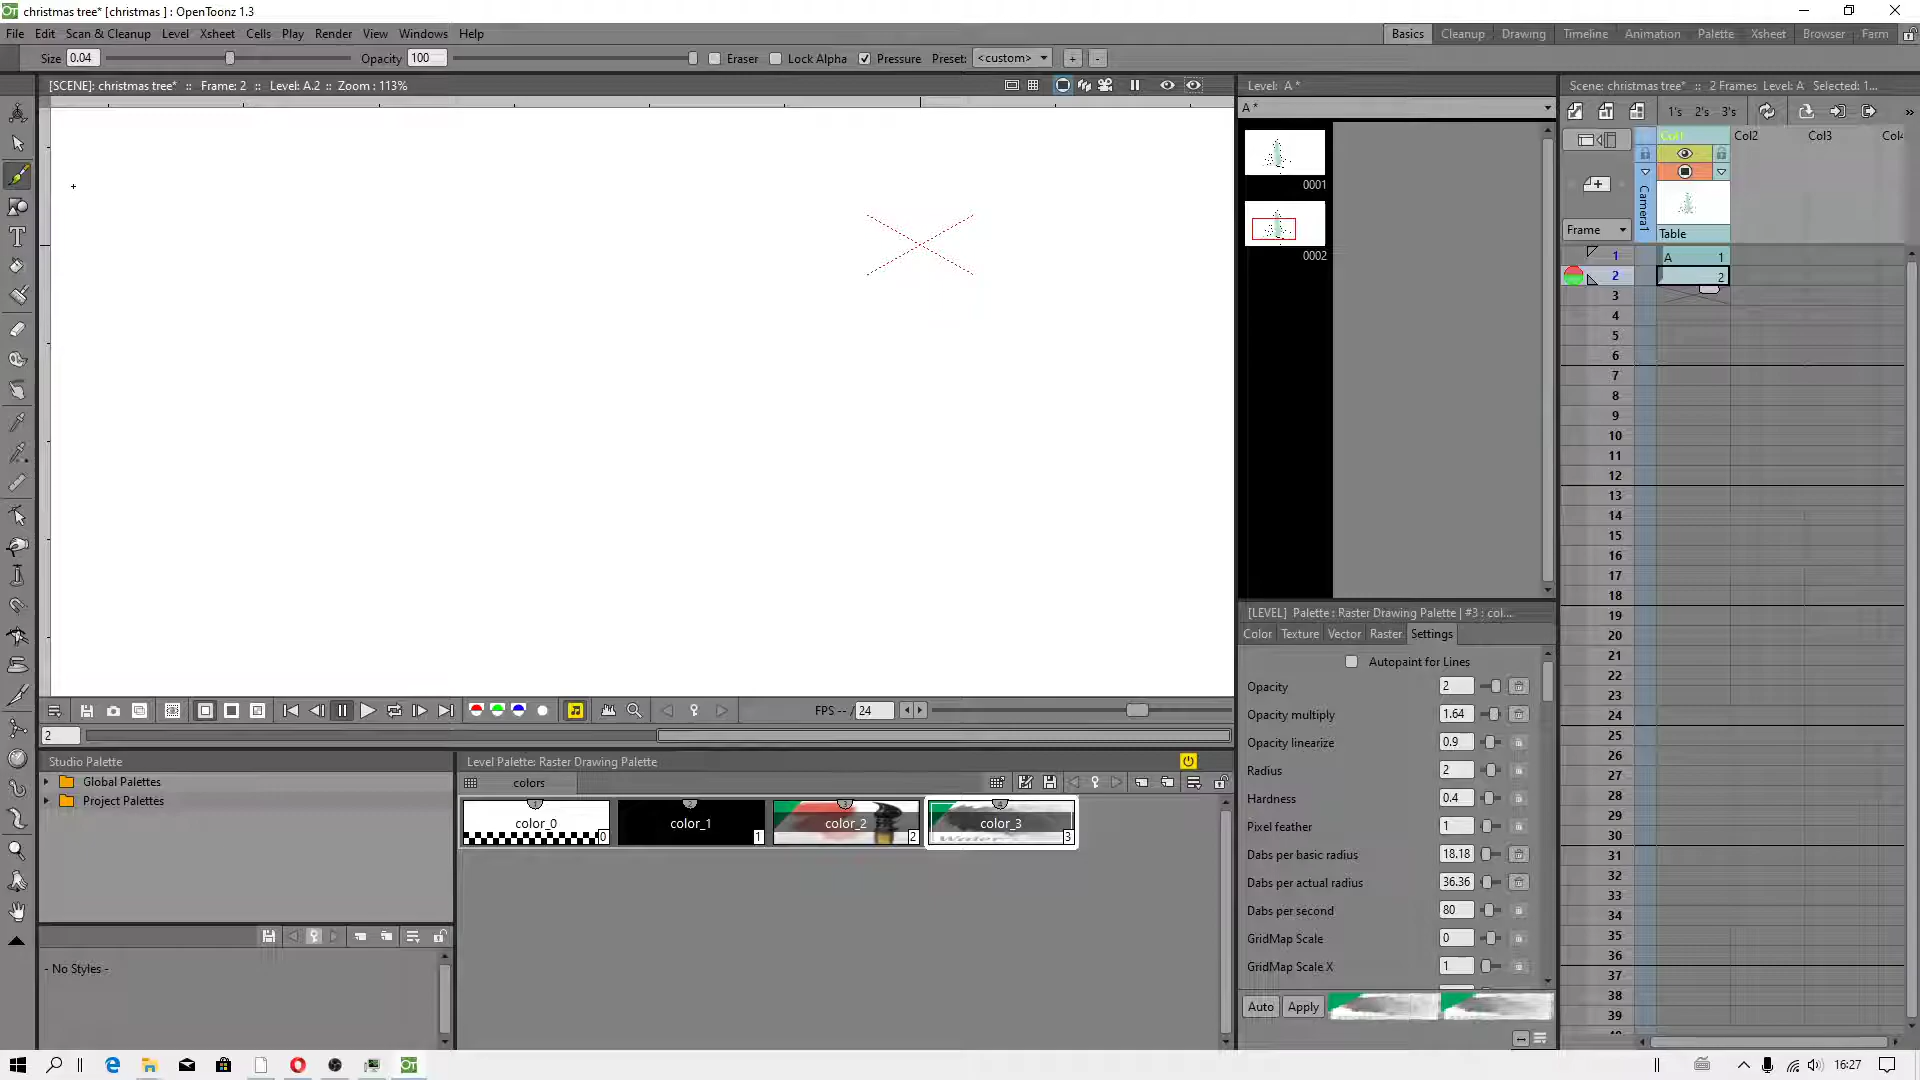 christmas tree* [christmas ] : OpenToonz 1.3
File Edit Scan & Cleanup Level Xsheet Cells Play Render View Windows Help
Basics Cleanup Drawing Timeline Animation Palette Xsheet Browser Farm
Size 0.04 Opacity 100 Eraser Lock Alpha Pressure Preset: <custom> + -
[SCENE]: christmas tree* :: Frame: 2 :: Level: A.2 :: Zoom : 113%
Level: A *
A *
0001
0002
Scene: christmas tree* :: 2 Frames Level: A Selected: 1...
1's 2's 3's »
Col1 Col2 Col3
Camera1
Frame
Table
1 A 1
2 2
3
4
5
6
7
8
9
10
11
12
13
14
15
16
17
18
19
20
21
22
23
24
25
26
27
28
29
30
31
32
33
34
35
36
37
38
39
[LEVEL] Palette : Raster Drawing Palette | #3 : col...
Color Texture Vector Raster Settings
Autopaint for Lines
Opacity 2
Opacity multiply 1.64
Opacity linearize 0.9
Radius 2
Hardness 0.4
Pixel feather 1
Dabs per basic radius 18.18
Dabs per actual radius 36.36
Dabs per second 80
GridMap Scale 0
GridMap Scale X 1
Auto Apply
FPS -- / 24
2
Studio Palette
Global Palettes
Project Palettes
- No Styles -
Level Palette: Raster Drawing Palette
colors
1 2 3 4
color_0 color_1 color_2 color_3
0 1 2 3
16:27